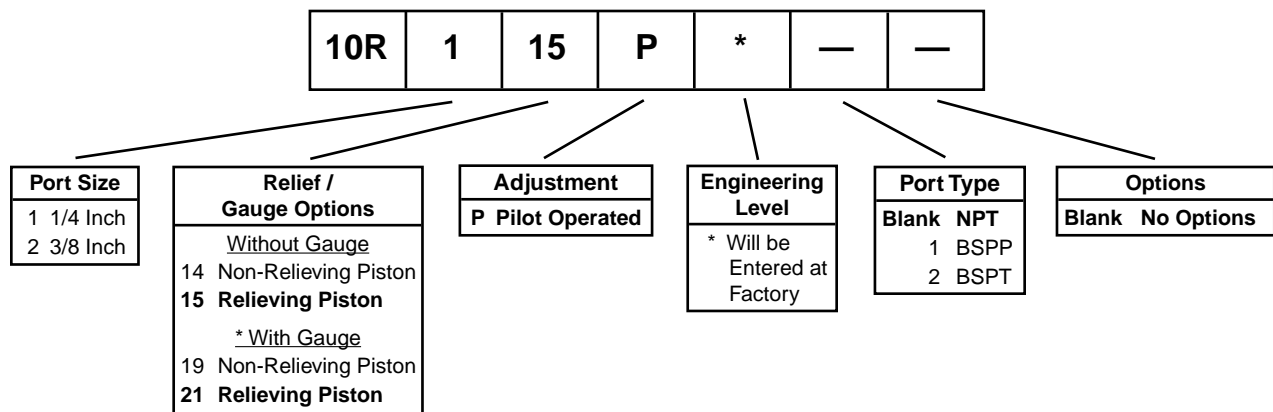 10R 1 15 P * — —
Port Size
1 1/4 Inch
2 3/8 Inch
Relief /
Gauge Options
Without Gauge
14 Non-Relieving Piston
15 Relieving Piston
* With Gauge
19 Non-Relieving Piston
21 Relieving Piston
Adjustment
P Pilot Operated
Engineering
Level
* Will be
Entered at
Factory
Port Type
Blank NPT
1 BSPP
2 BSPT
Options
Blank No Options